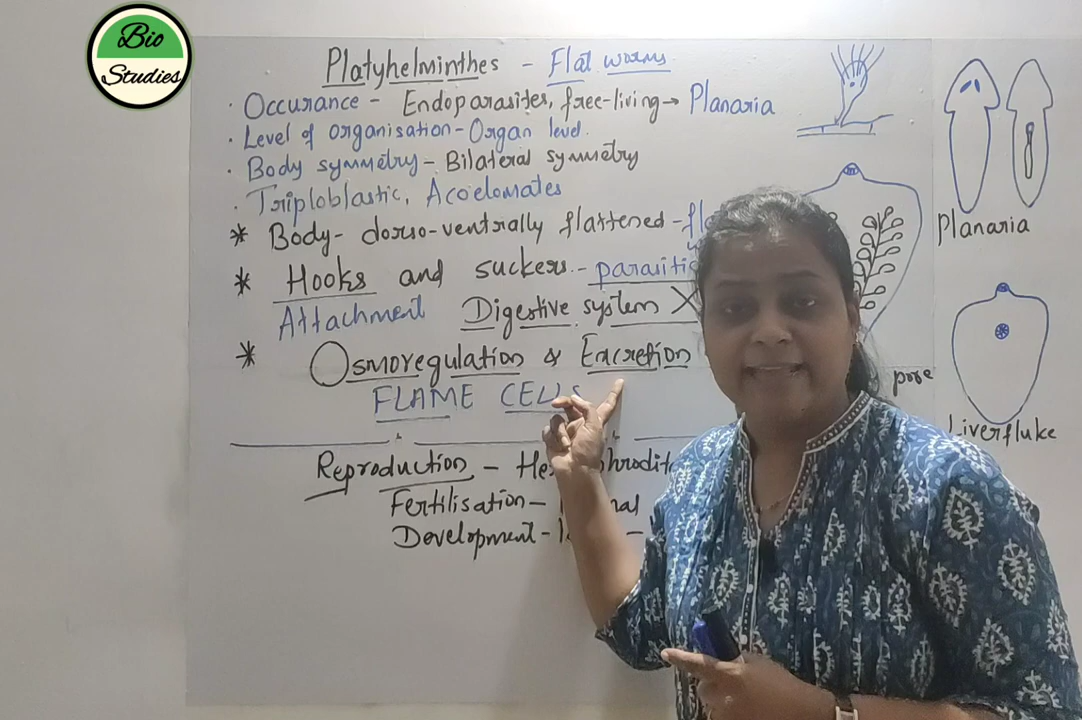 Bio
Studies
Platyhelminthes - Flat worms
· Occurance - Endoparasites, free-living → Planaria
· Level of organisation - Organ level.
· Body symmetry - Bilateral symmetry
· Triploblastic, Acoelomates
* Body - dorso-ventrally flattened -
* Hooks and suckers -
Attachment Digestive system X
* Osmoregulation & Excretion
FLAME CELLS
Reproduction -
Fertilisation -
Development -
Planaria
pore
Liverfluke